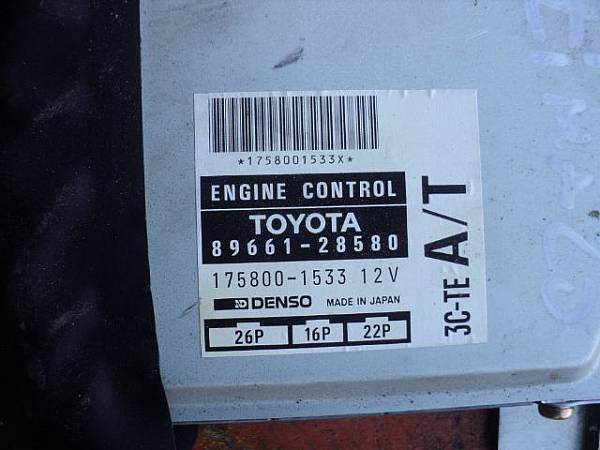 *1758001533X*
ENGINE CONTROL
TOYOTA
89661-28580
175800-1533 12V
DENSO MADE IN JAPAN
26P 16P 22P
3C-TE A/T